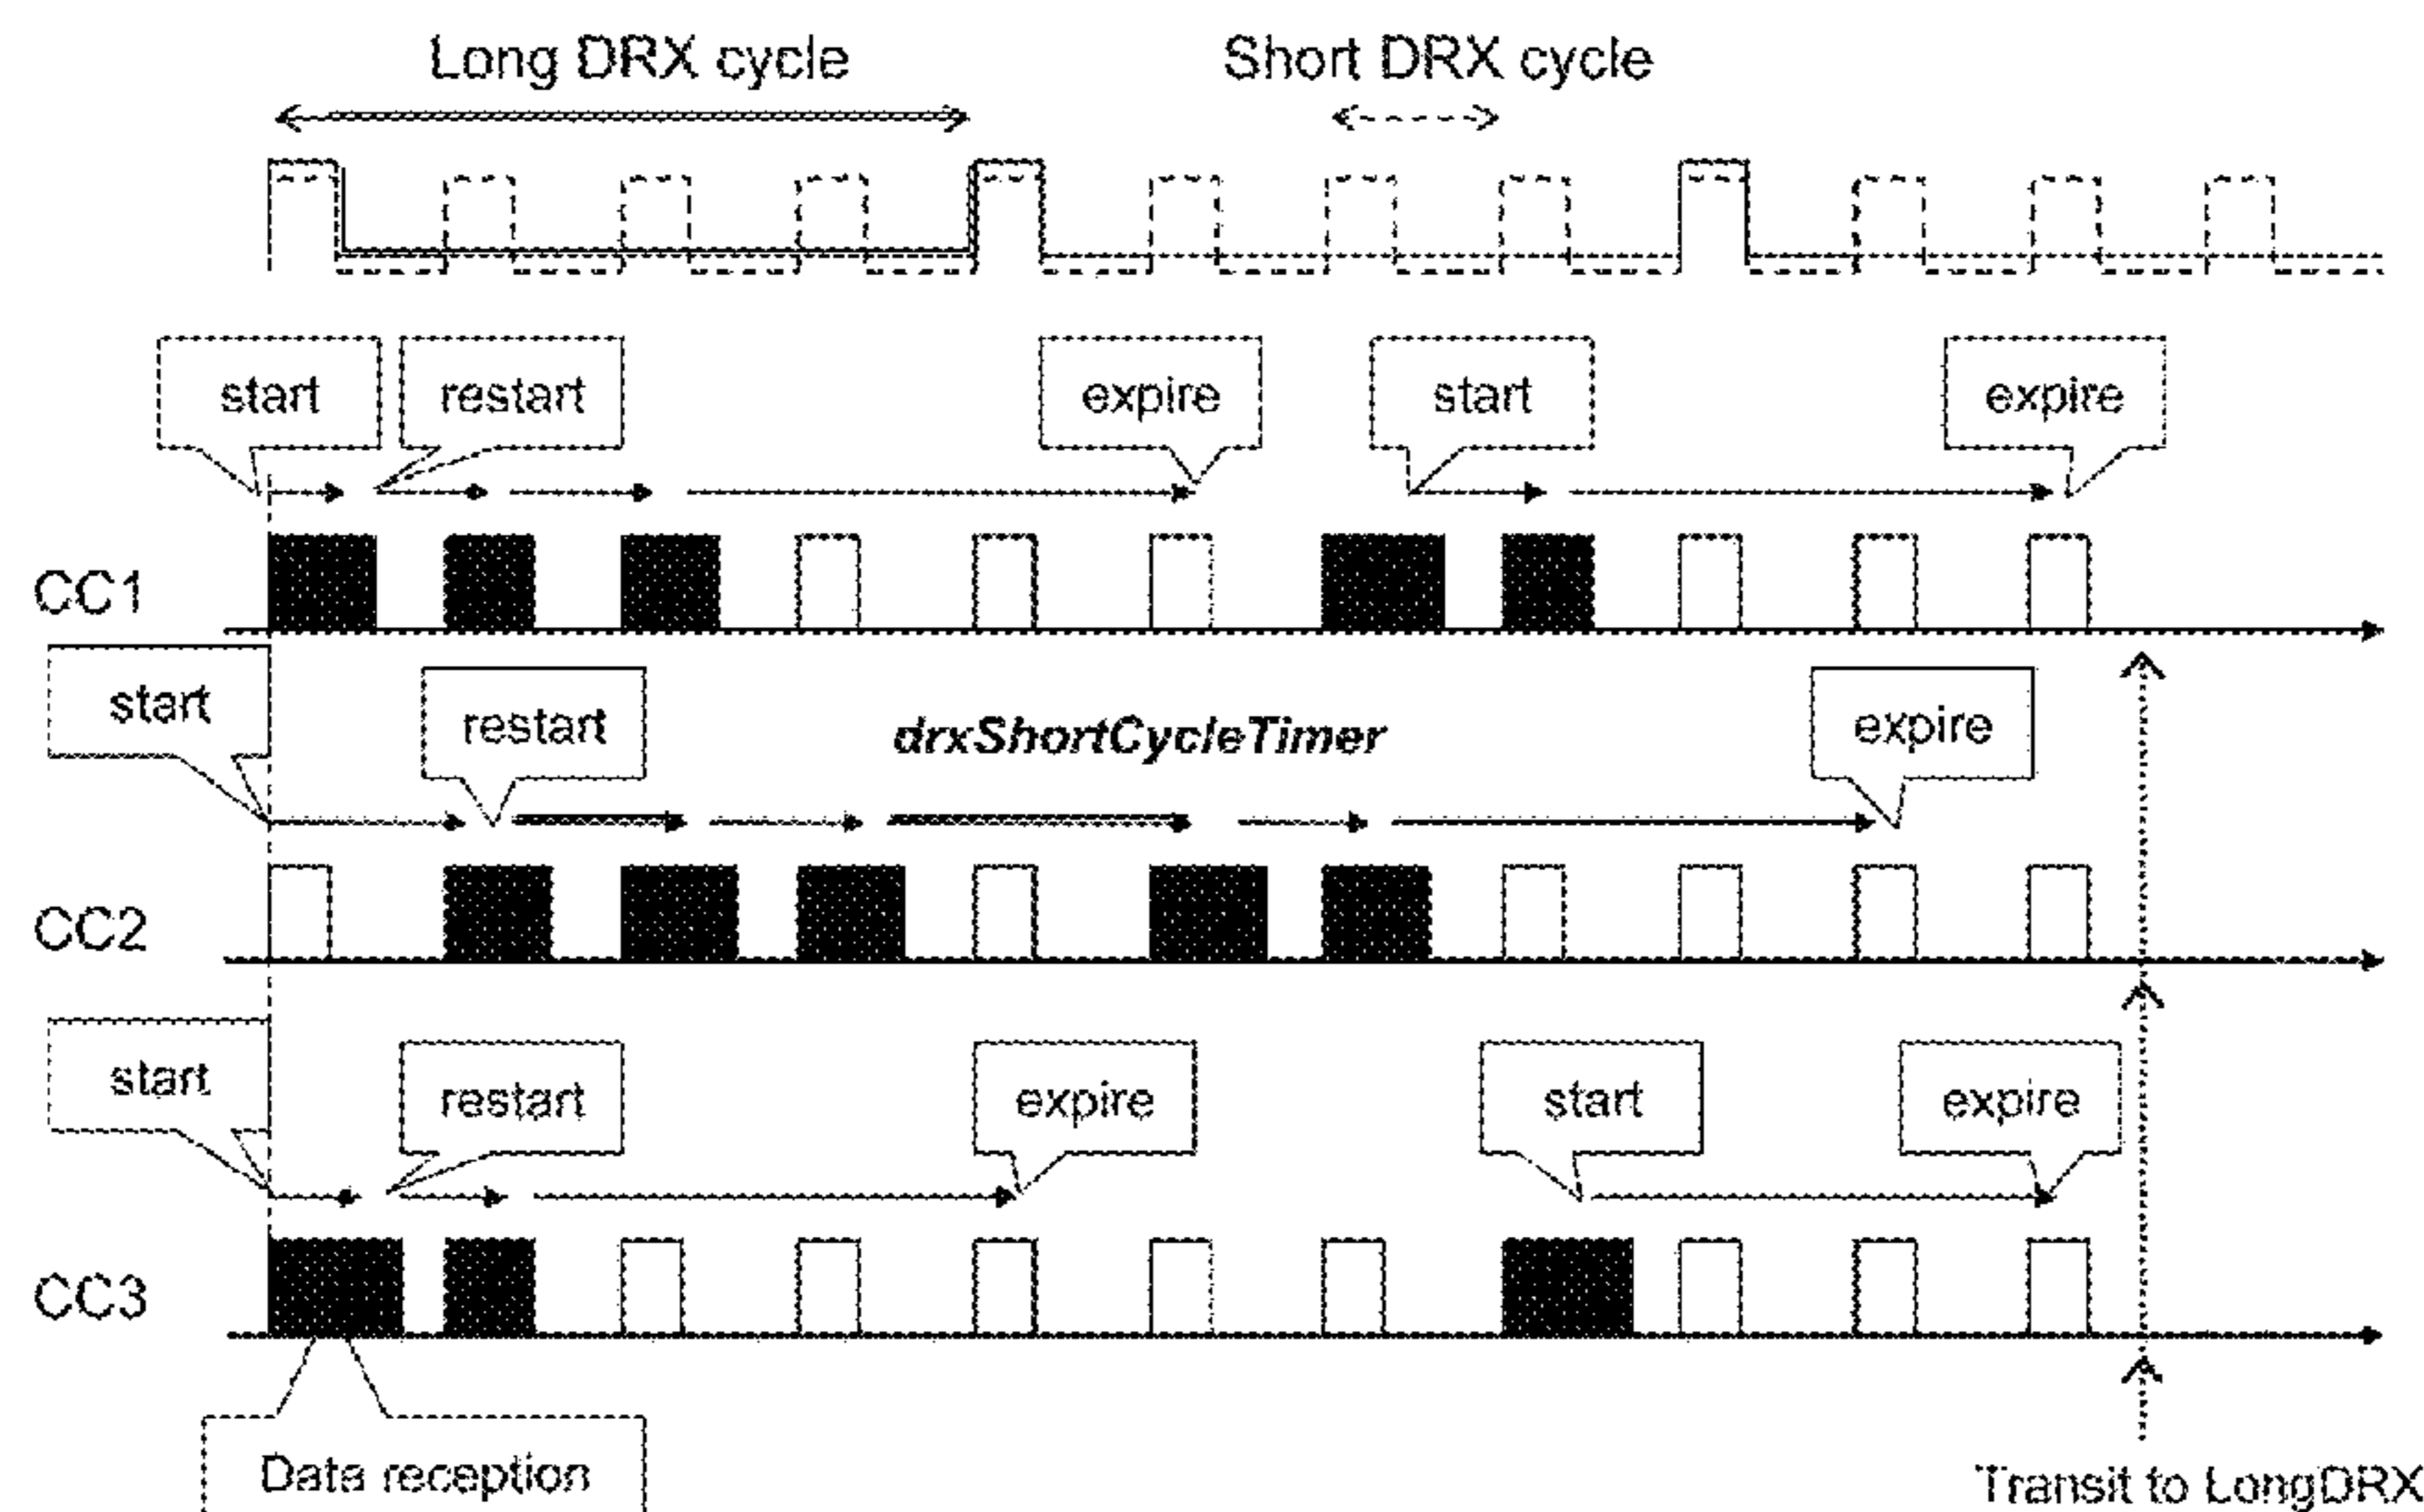 Long DRX cycle
Short DRX cycle
start
restart
expire
start
expire
CC1
start
restart
drxShortCycleTimer
expire
CC2
start
restart
expire
start
expire
CC3
Data reception
Transit to LongDRX